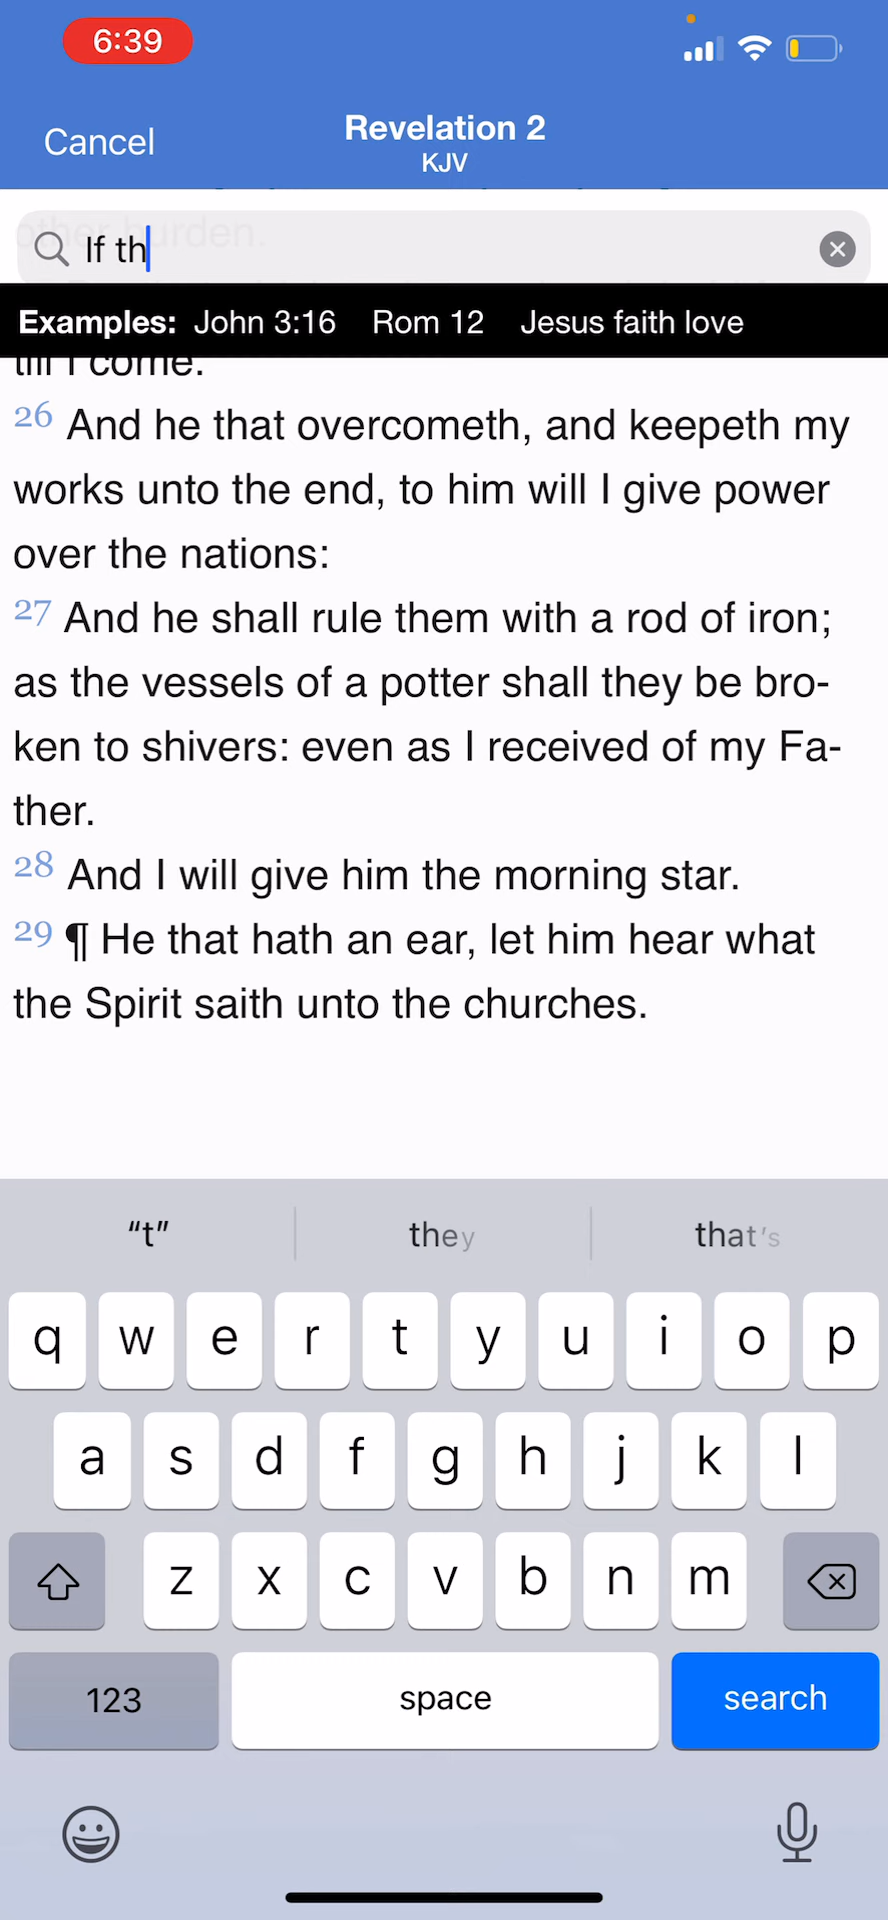 6:39
Cancel
Revelation 2
KJV
other burden.
If th
Examples: John 3:16 Rom 12 Jesus faith love
till I come.
26 And he that overcometh, and keepeth my
works unto the end, to him will I give power
over the nations:
27 And he shall rule them with a rod of iron;
as the vessels of a potter shall they be bro-
ken to shivers: even as I received of my Fa-
ther.
28 And I will give him the morning star.
29 ¶ He that hath an ear, let him hear what
the Spirit saith unto the churches.
“t” they that's
q w e r t y u i o p
a s d f g h j k l
z x c v b n m
123 space search